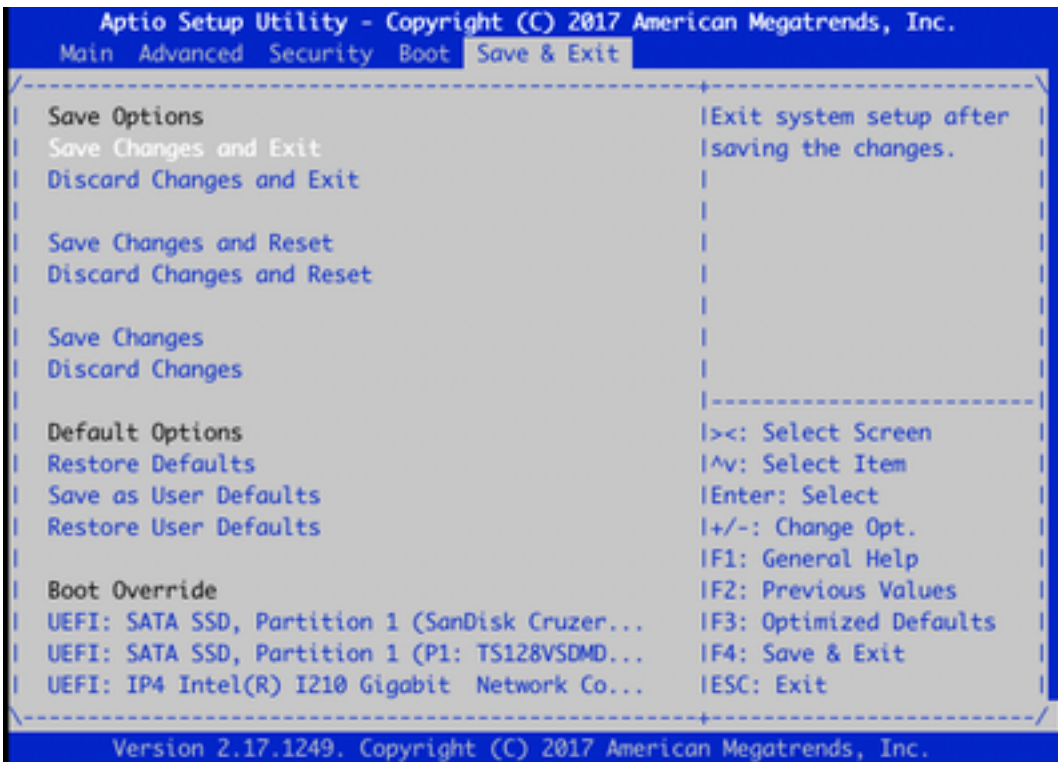 Aptio Setup Utility - Copyright (C) 2017 American Megatrends, Inc.
Main Advanced Security Boot Save & Exit
Save Options
Save Changes and Exit
Discard Changes and Exit
Save Changes and Reset
Discard Changes and Reset
Save Changes
Discard Changes
Default Options
Restore Defaults
Save as User Defaults
Restore User Defaults
Boot Override
UEFI: SATA SSD, Partition 1 (SanDisk Cruzer...
UEFI: SATA SSD, Partition 1 (P1: TS128VSDMD...
UEFI: IP4 Intel(R) I210 Gigabit  Network Co...
Exit system setup after
saving the changes.
><: Select Screen
^v: Select Item
Enter: Select
+/-: Change Opt.
F1: General Help
F2: Previous Values
F3: Optimized Defaults
F4: Save & Exit
ESC: Exit
Version 2.17.1249. Copyright (C) 2017 American Megatrends, Inc.